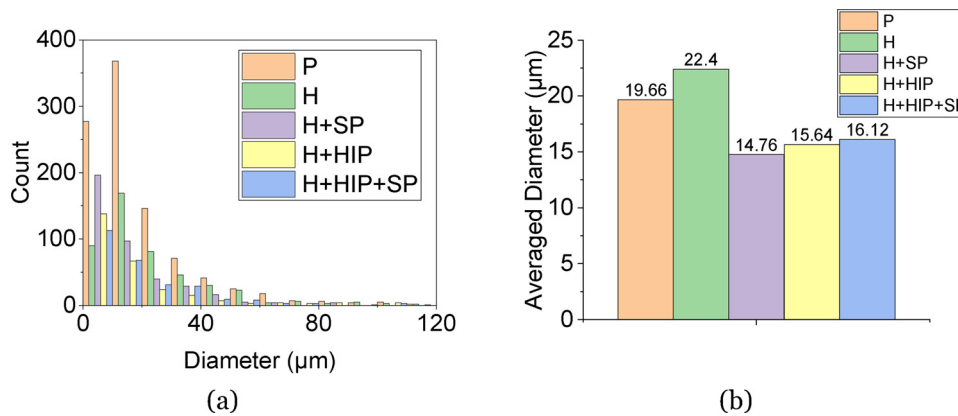 400
300
200
100
0
Count
P
H
H+SP
H+HIP
H+HIP+SP
0
40
80
120
Diameter (µm)
(a)
P
H
H+SP
H+HIP
H+HIP+SP
25
20
15
10
5
0
Averaged Diameter (µm)
19.66
22.4
14.76
15.64
16.12
(b)